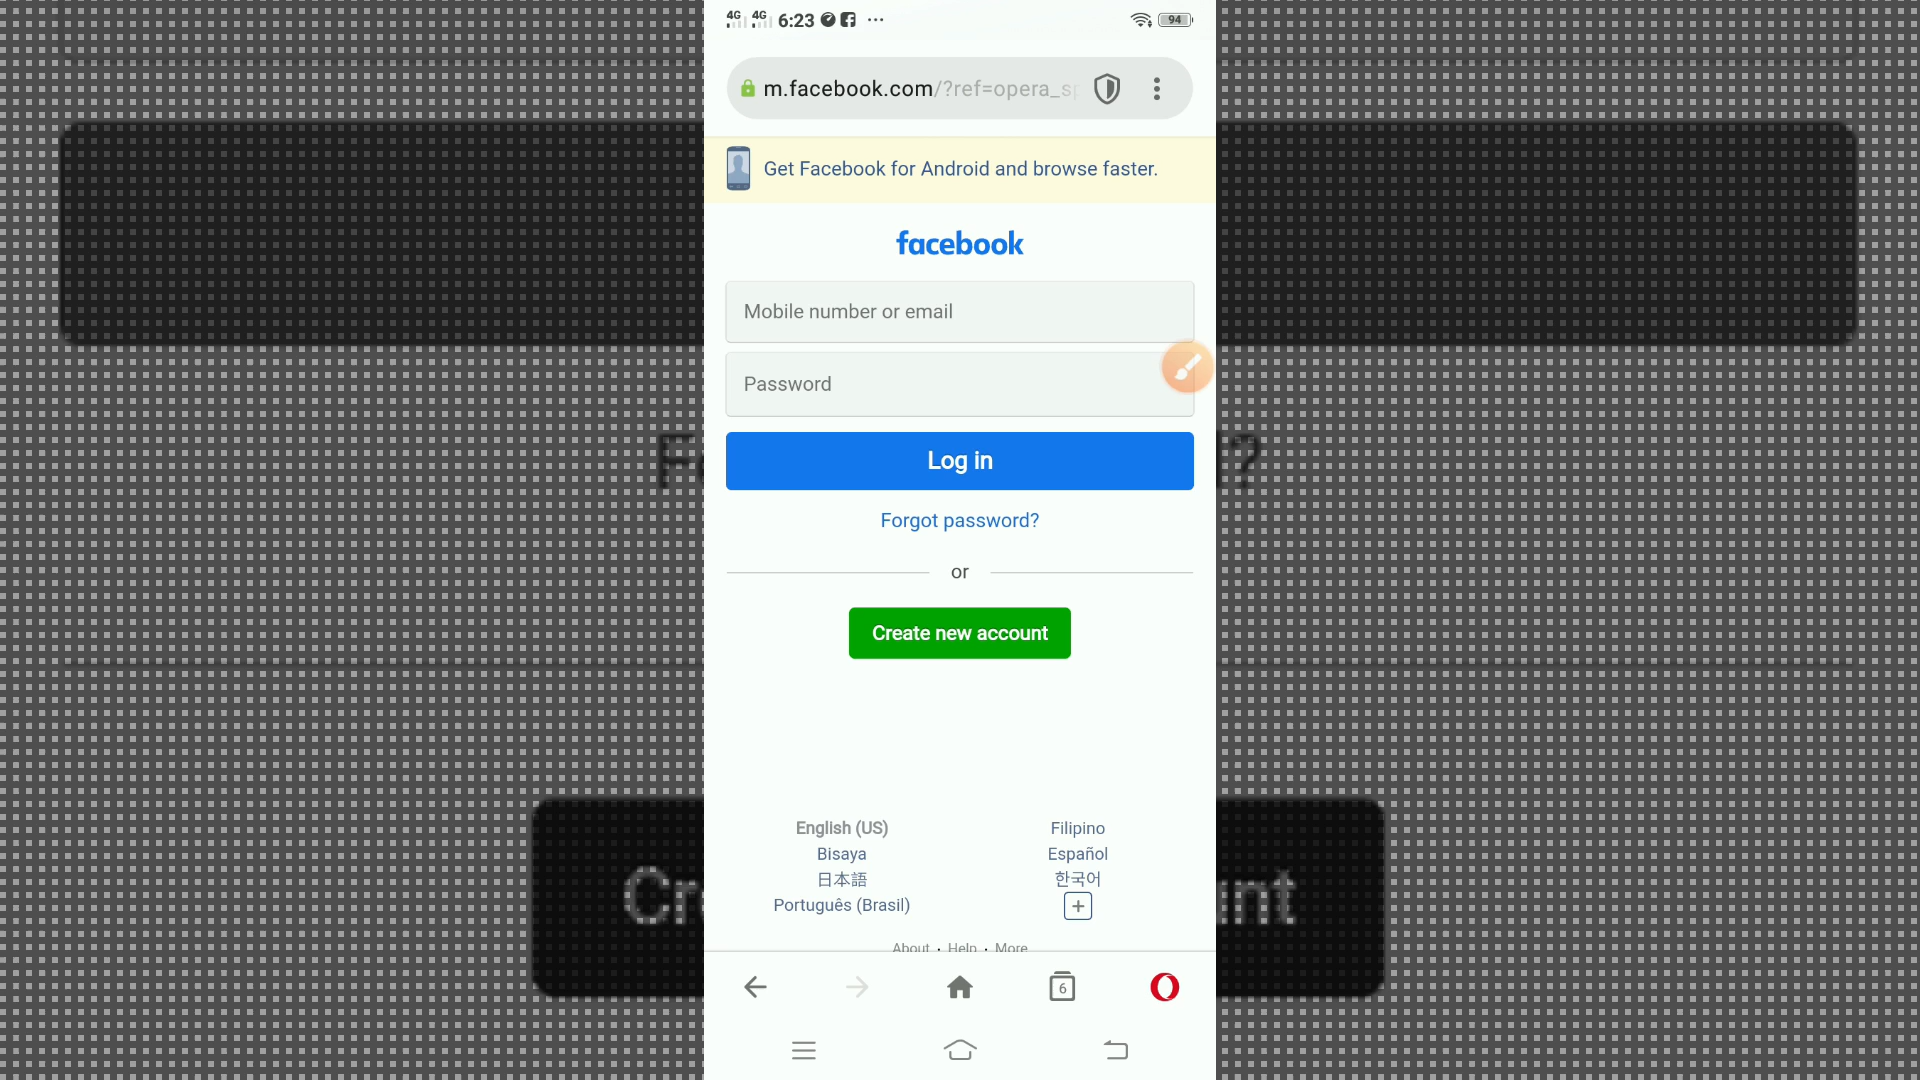 4G 4G 6:23 94
m.facebook.com/?ref=opera_sp
Get Facebook for Android and browse faster.
facebook
Mobile number or email
Password
Log in
Forgot password?
or
Create new account
English (US) Filipino
Bisaya Español
日本語 한국어
Português (Brasil) +
About · Help · More
6